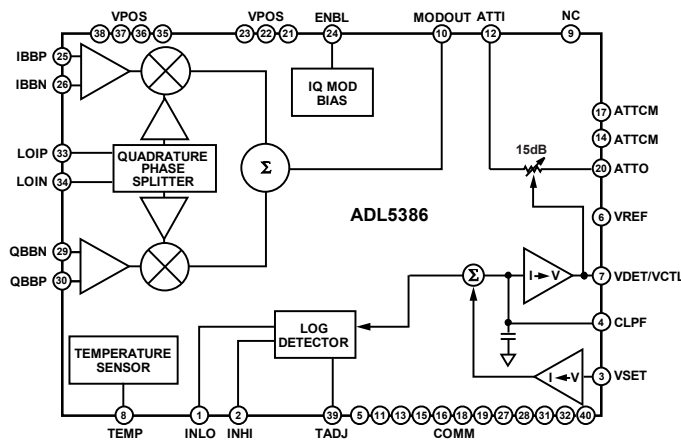 VPOS VPOS ENBL MODOUT ATTI NC
38 37 36 35 23 22 21 24 10 12 9
IBBP 25
IBBN 26
IQ MOD
BIAS
17 ATTCM
14 ATTCM
LOIP 33
LOIN 34
QUADRATURE
PHASE
SPLITTER
Σ
15dB
20 ATTO
ADL5386
6 VREF
QBBN 29
QBBP 30
Σ
I V
7 VDET/VCTL
LOG
DETECTOR
4 CLPF
TEMPERATURE
SENSOR
I V
3 VSET
8 1 2 39 5 11 13 15 16 18 19 27 28 31 32 40
TEMP INLO INHI TADJ COMM